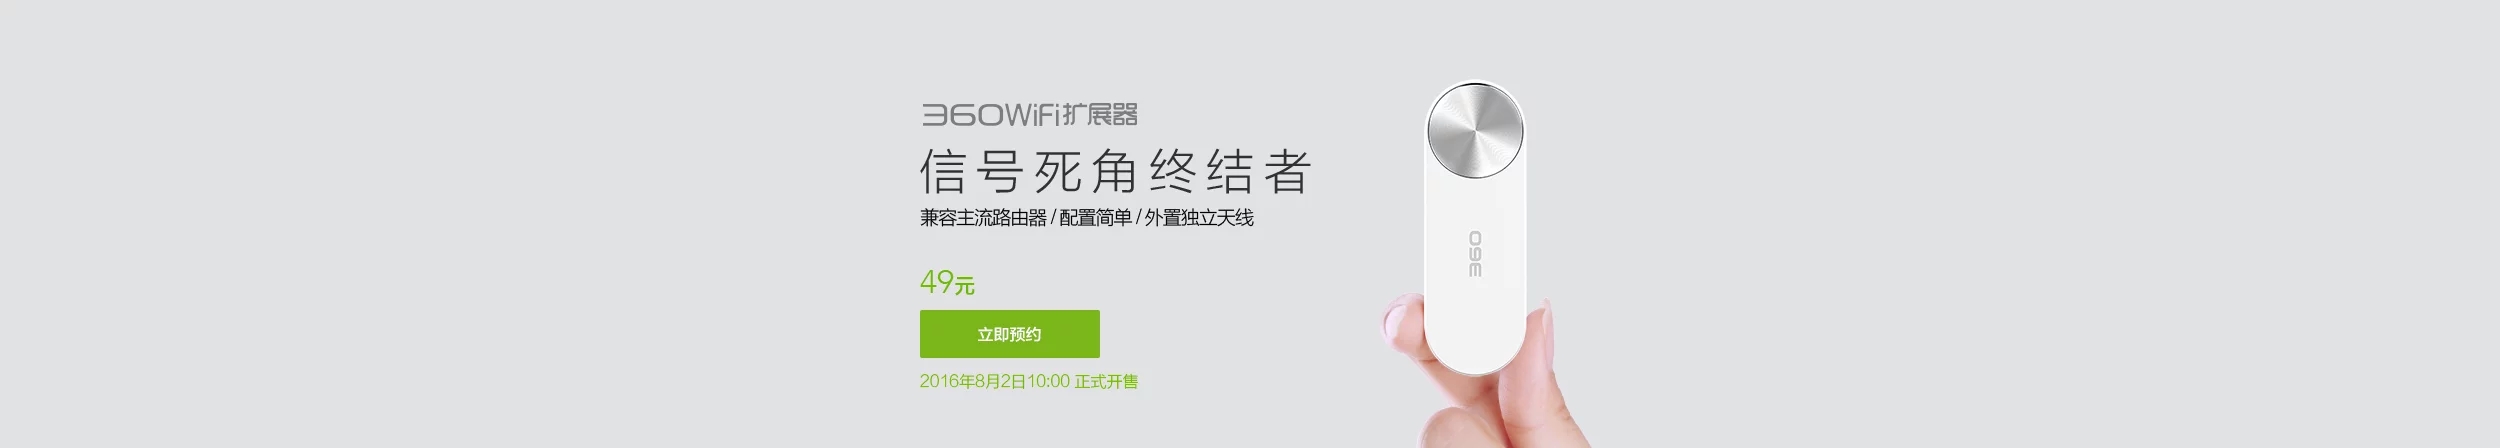 360WiFi扩展器
信号死角终结者
兼容主流路由器/配置简单/外置独立天线
49元
立即预约
2016年8月2日10:00 正式开售
360